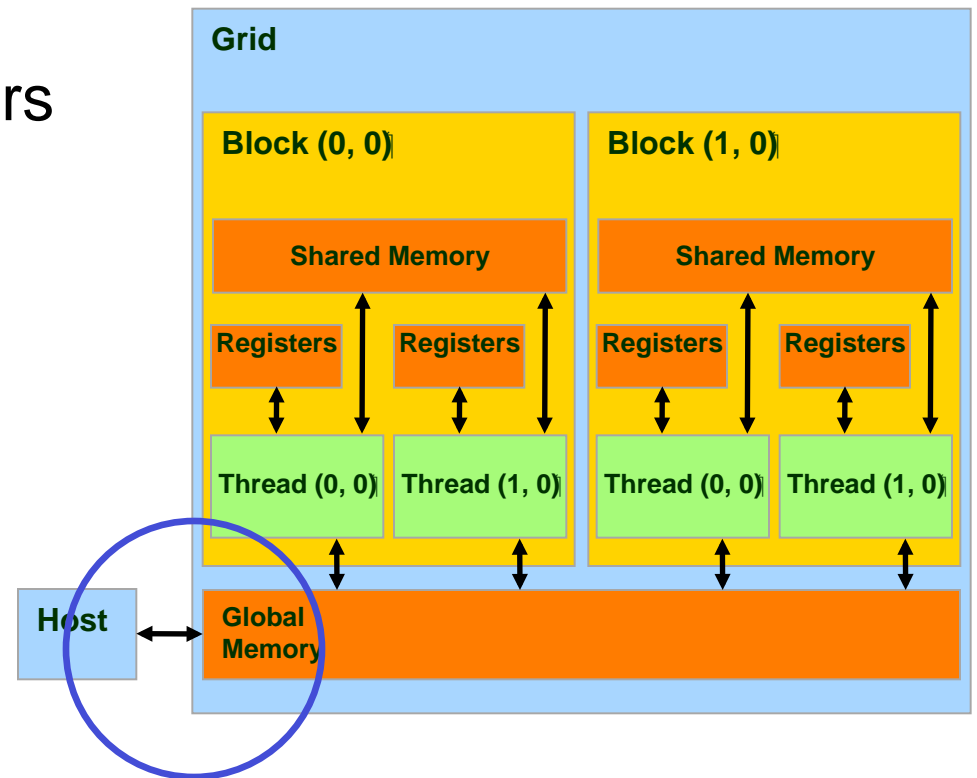 Grid
rs
Block (0, 0)
Block (1, 0)
Shared Memory
Shared Memory
Registers
Registers
Registers
Registers
Thread (0, 0)
Thread (1, 0)
Thread (0, 0)
Thread (1, 0)
Host
Global
Memory